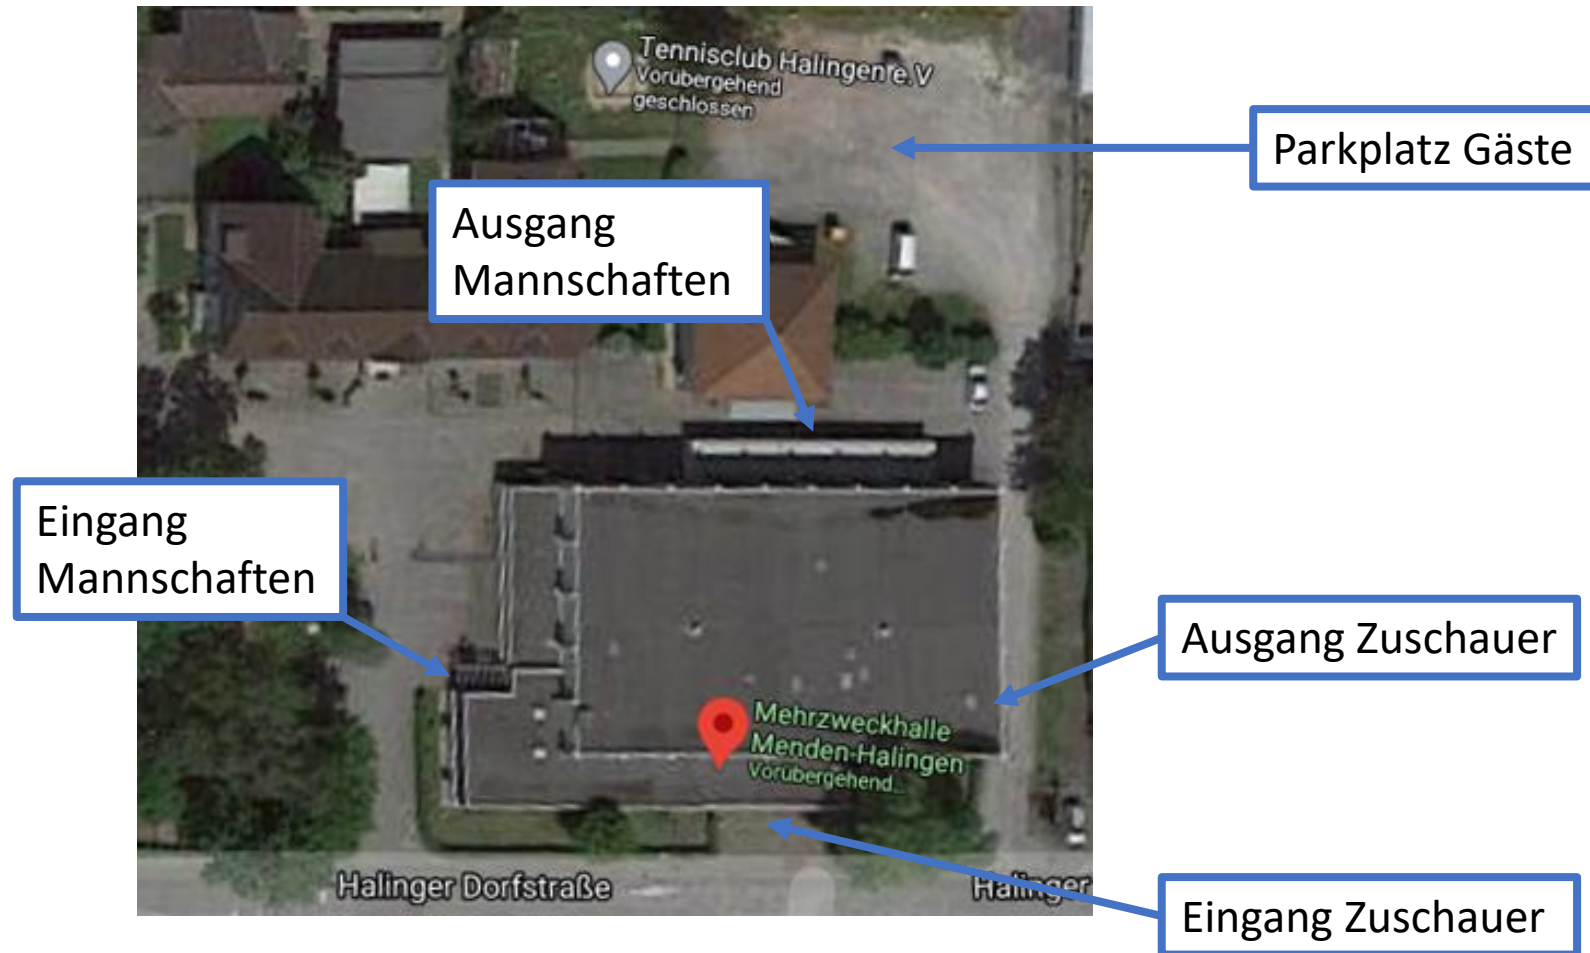 Tennisclub Halingen e.V
Vorübergehend
geschlossen
Parkplatz Gäste
Ausgang
Mannschaften
Eingang
Mannschaften
Ausgang Zuschauer
Mehrzweckhalle
Menden-Halingen
Vorübergehend...
Halinger Dorfstraße
Halinger
Eingang Zuschauer